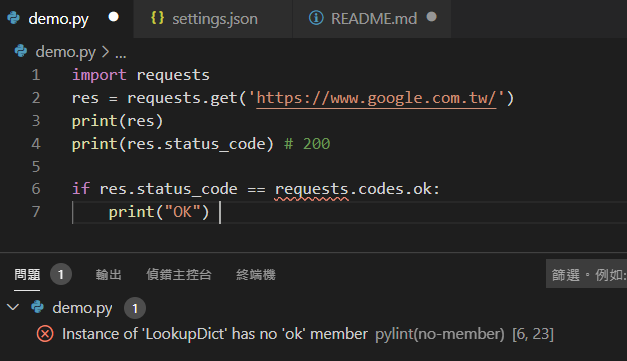 demo.py settings.json README.md
demo.py > ...
1 import requests
2 res = requests.get('https://www.google.com.tw/')
3 print(res)
4 print(res.status_code) # 200
5
6 if res.status_code == requests.codes.ok:
7     print("OK")
問題 1 輸出 偵錯主控台 終端機 篩選。例如:
demo.py 1
Instance of 'LookupDict' has no 'ok' member pylint(no-member) [6, 23]